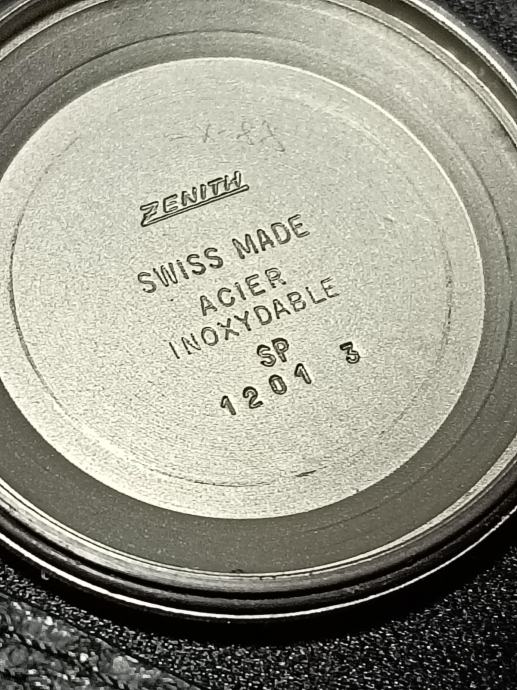 ZENITH
SWISS MADE
ACIER
INOXYDABLE
SP
1201 3